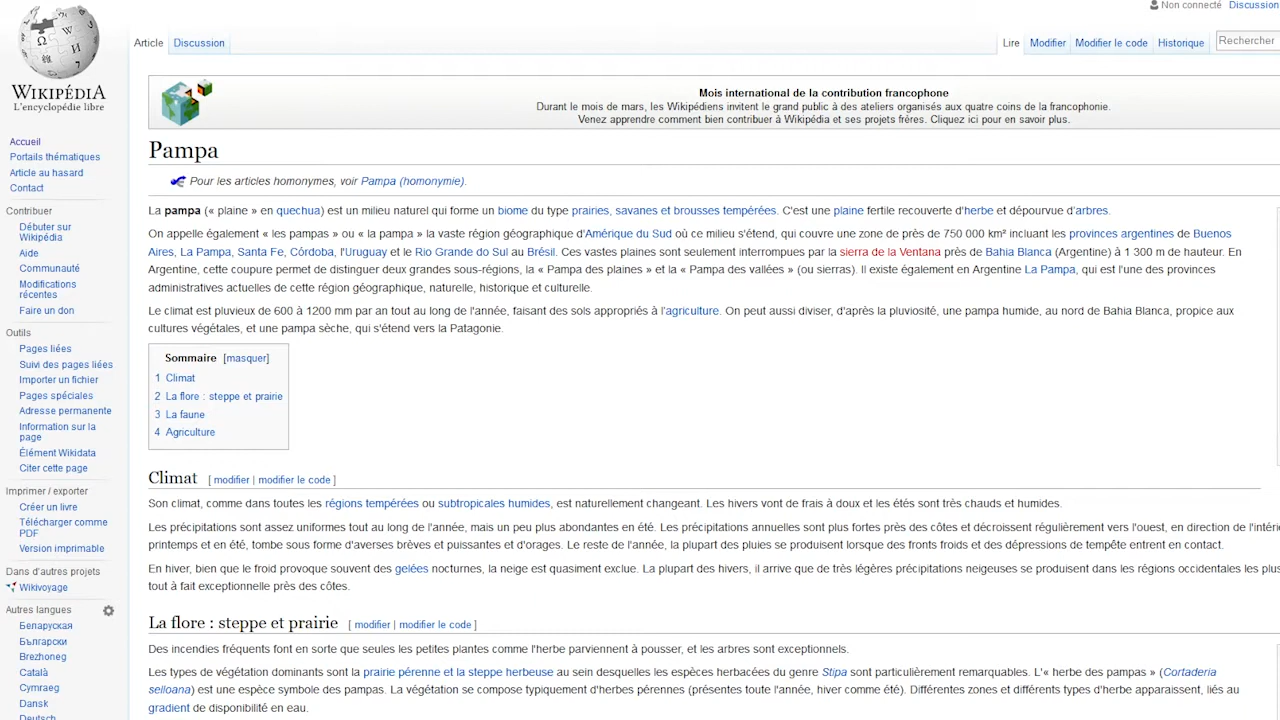 Non connecté Discussion
WIKIPÉDIA
L'encyclopédie libre
Article Discussion
Lire Modifier Modifier le code Historique Rechercher
Mois international de la contribution francophone
Durant le mois de mars, les Wikipédiens invitent le grand public à des ateliers organisés aux quatre coins de la francophonie.
Venez apprendre comment bien contribuer à Wikipédia et ses projets frères. Cliquez ici pour en savoir plus.
Accueil
Portails thématiques
Article au hasard
Contact
Contribuer
Débuter sur
Wikipédia
Aide
Communauté
Modifications
récentes
Faire un don
Outils
Pages liées
Suivi des pages liées
Importer un fichier
Pages spéciales
Adresse permanente
Information sur la
page
Élément Wikidata
Citer cette page
Imprimer / exporter
Créer un livre
Télécharger comme
PDF
Version imprimable
Dans d'autres projets
Wikivoyage
Autres langues
Беларуская
Български
Brezhoneg
Català
Cymraeg
Dansk
Deutsch
Pampa
Pour les articles homonymes, voir Pampa (homonymie).
La pampa (« plaine » en quechua) est un milieu naturel qui forme un biome du type prairies, savanes et brousses tempérées. C'est une plaine fertile recouverte d'herbe et dépourvue d'arbres.
On appelle également « les pampas » ou « la pampa » la vaste région géographique d'Amérique du Sud où ce milieu s'étend, qui couvre une zone de près de 750 000 km² incluant les provinces argentines de Buenos
Aires, La Pampa, Santa Fe, Córdoba, l'Uruguay et le Rio Grande do Sul au Brésil. Ces vastes plaines sont seulement interrompues par la sierra de la Ventana près de Bahia Blanca (Argentine) à 1 300 m de hauteur. En
Argentine, cette coupure permet de distinguer deux grandes sous-regions, la « Pampa des plaines » et la « Pampa des vallées » (ou sierras). Il existe également en Argentine La Pampa, qui est l'une des provinces
administratives actuelles de cette région géographique, naturelle, historique et culturelle.
Le climat est pluvieux de 600 à 1200 mm par an tout au long de l'année, faisant des sols appropriés à l'agriculture. On peut aussi diviser, d'après la pluviosité, une pampa humide, au nord de Bahia Blanca, propice aux
cultures végétales, et une pampa sèche, qui s'étend vers la Patagonie.
Sommaire [masquer]
1 Climat
2 La flore : steppe et prairie
3 La faune
4 Agriculture
Climat [ modifier | modifier le code ]
Son climat, comme dans toutes les régions tempérées ou subtropicales humides, est naturellement changeant. Les hivers vont de frais à doux et les étés sont très chauds et humides.
Les précipitations sont assez uniformes tout au long de l'année, mais un peu plus abondantes en été. Les précipitations annuelles sont plus fortes près des côtes et décroissent régulièrement vers l'ouest, en direction de l'intéri
printemps et en été, tombe sous forme d'averses brèves et puissantes et d'orages. Le reste de l'année, la plupart des pluies se produisent lorsque des fronts froids et des dépressions de tempête entrent en contact.
En hiver, bien que le froid provoque souvent des gelées nocturnes, la neige est quasiment exclue. La plupart des hivers, il arrive que de très légères précipitations neigeuses se produisent dans les régions occidentales les plus
tout à fait exceptionnelle près des côtes.
La flore : steppe et prairie [ modifier | modifier le code ]
Des incendies fréquents font en sorte que seules les petites plantes comme l'herbe parviennent à pousser, et les arbres sont exceptionnels.
Les types de végétation dominants sont la prairie pérenne et la steppe herbeuse au sein desquelles les espèces herbacées du genre Stipa sont particulièrement remarquables. L'« herbe des pampas » (Cortaderia
selloana) est une espèce symbole des pampas. La végétation se compose typiquement d'herbes pérennes (présentes toute l'année, hiver comme été). Différentes zones et différents types d'herbe apparaissent, liés au
gradient de disponibilité en eau.